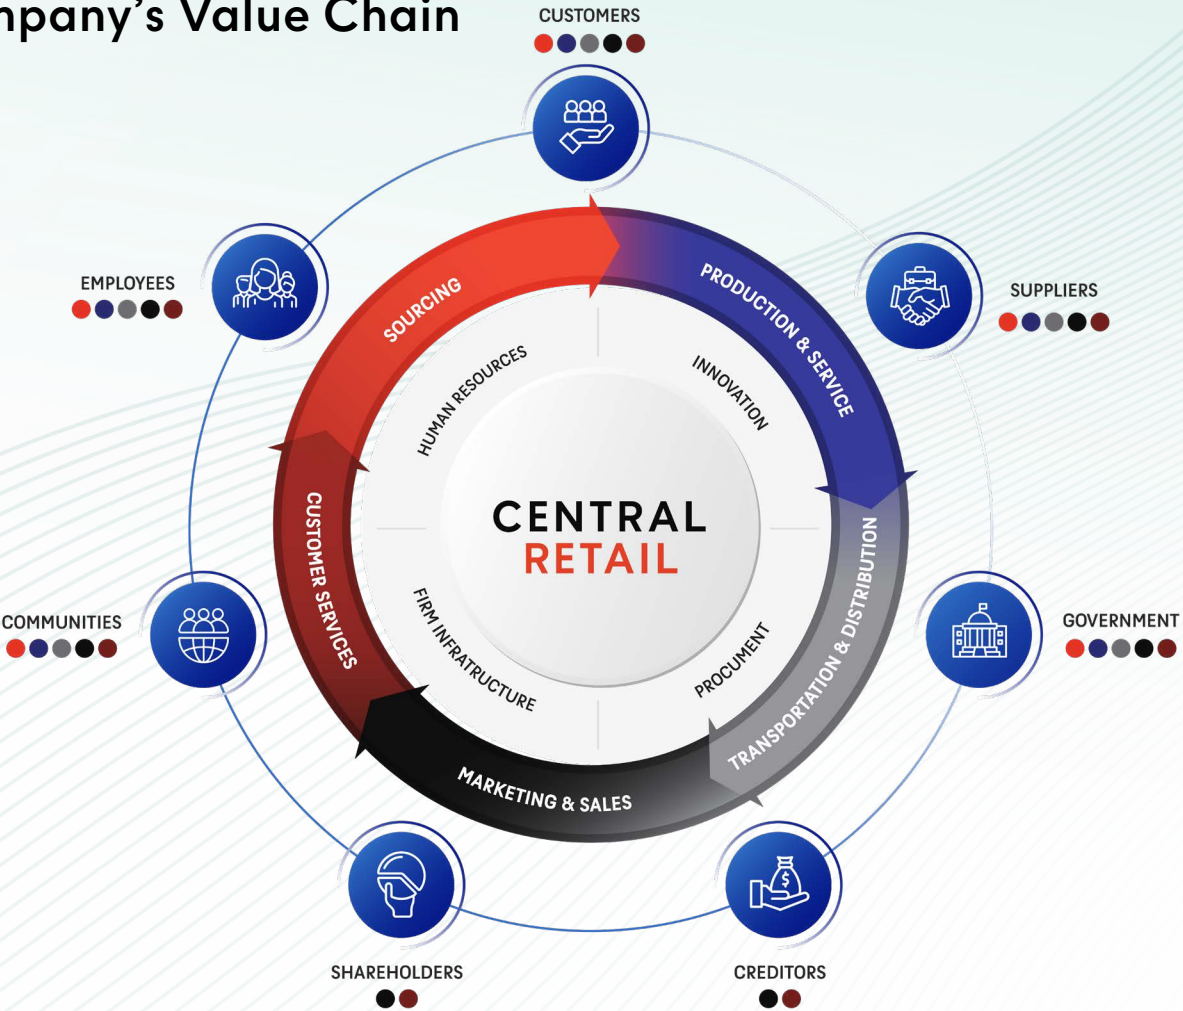 mpany's Value Chain
CUSTOMERS
EMPLOYEES
SUPPLIERS
COMMUNITIES
GOVERNMENT
SHAREHOLDERS
CREDITORS
SOURCING
PRODUCTION & SERVICE
TRANSPORTATION & DISTRIBUTION
MARKETING & SALES
CUSTOMER SERVICES
HUMAN RESOURCES
INNOVATION
PROCUMENT
FIRM INFRATRUCTURE
CENTRAL
RETAIL
$